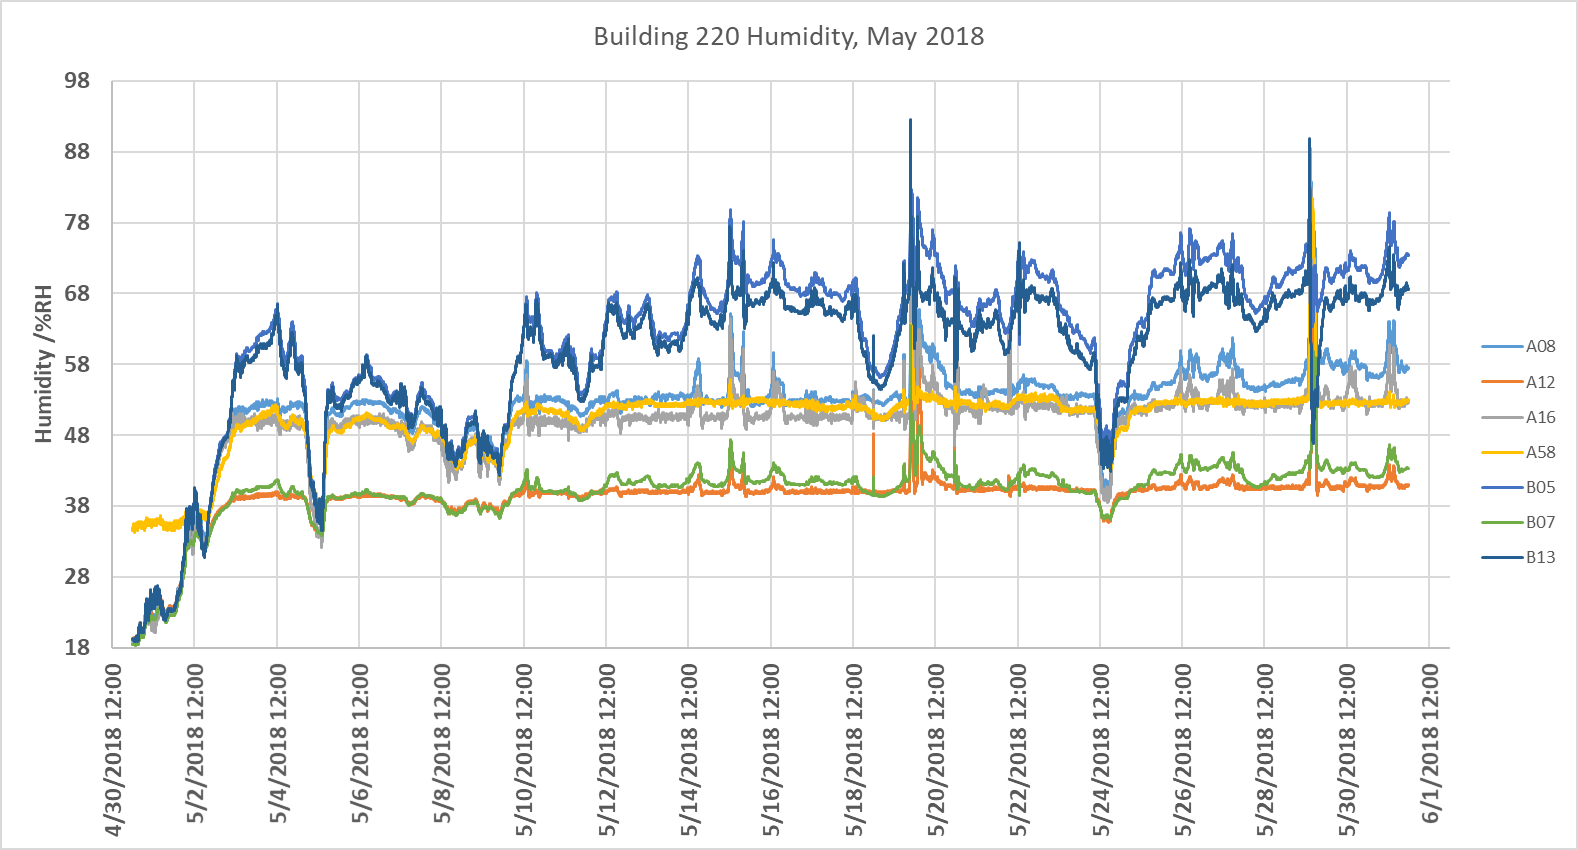 Building 220 Humidity, May 2018
Humidity /%RH
98
88
78
68
58
48
38
28
18
4/30/2018 12:00
5/2/2018 12:00
5/4/2018 12:00
5/6/2018 12:00
5/8/2018 12:00
5/10/2018 12:00
5/12/2018 12:00
5/14/2018 12:00
5/16/2018 12:00
5/18/2018 12:00
5/20/2018 12:00
5/22/2018 12:00
5/24/2018 12:00
5/26/2018 12:00
5/28/2018 12:00
5/30/2018 12:00
6/1/2018 12:00
A08
A12
A16
A58
B05
B07
B13